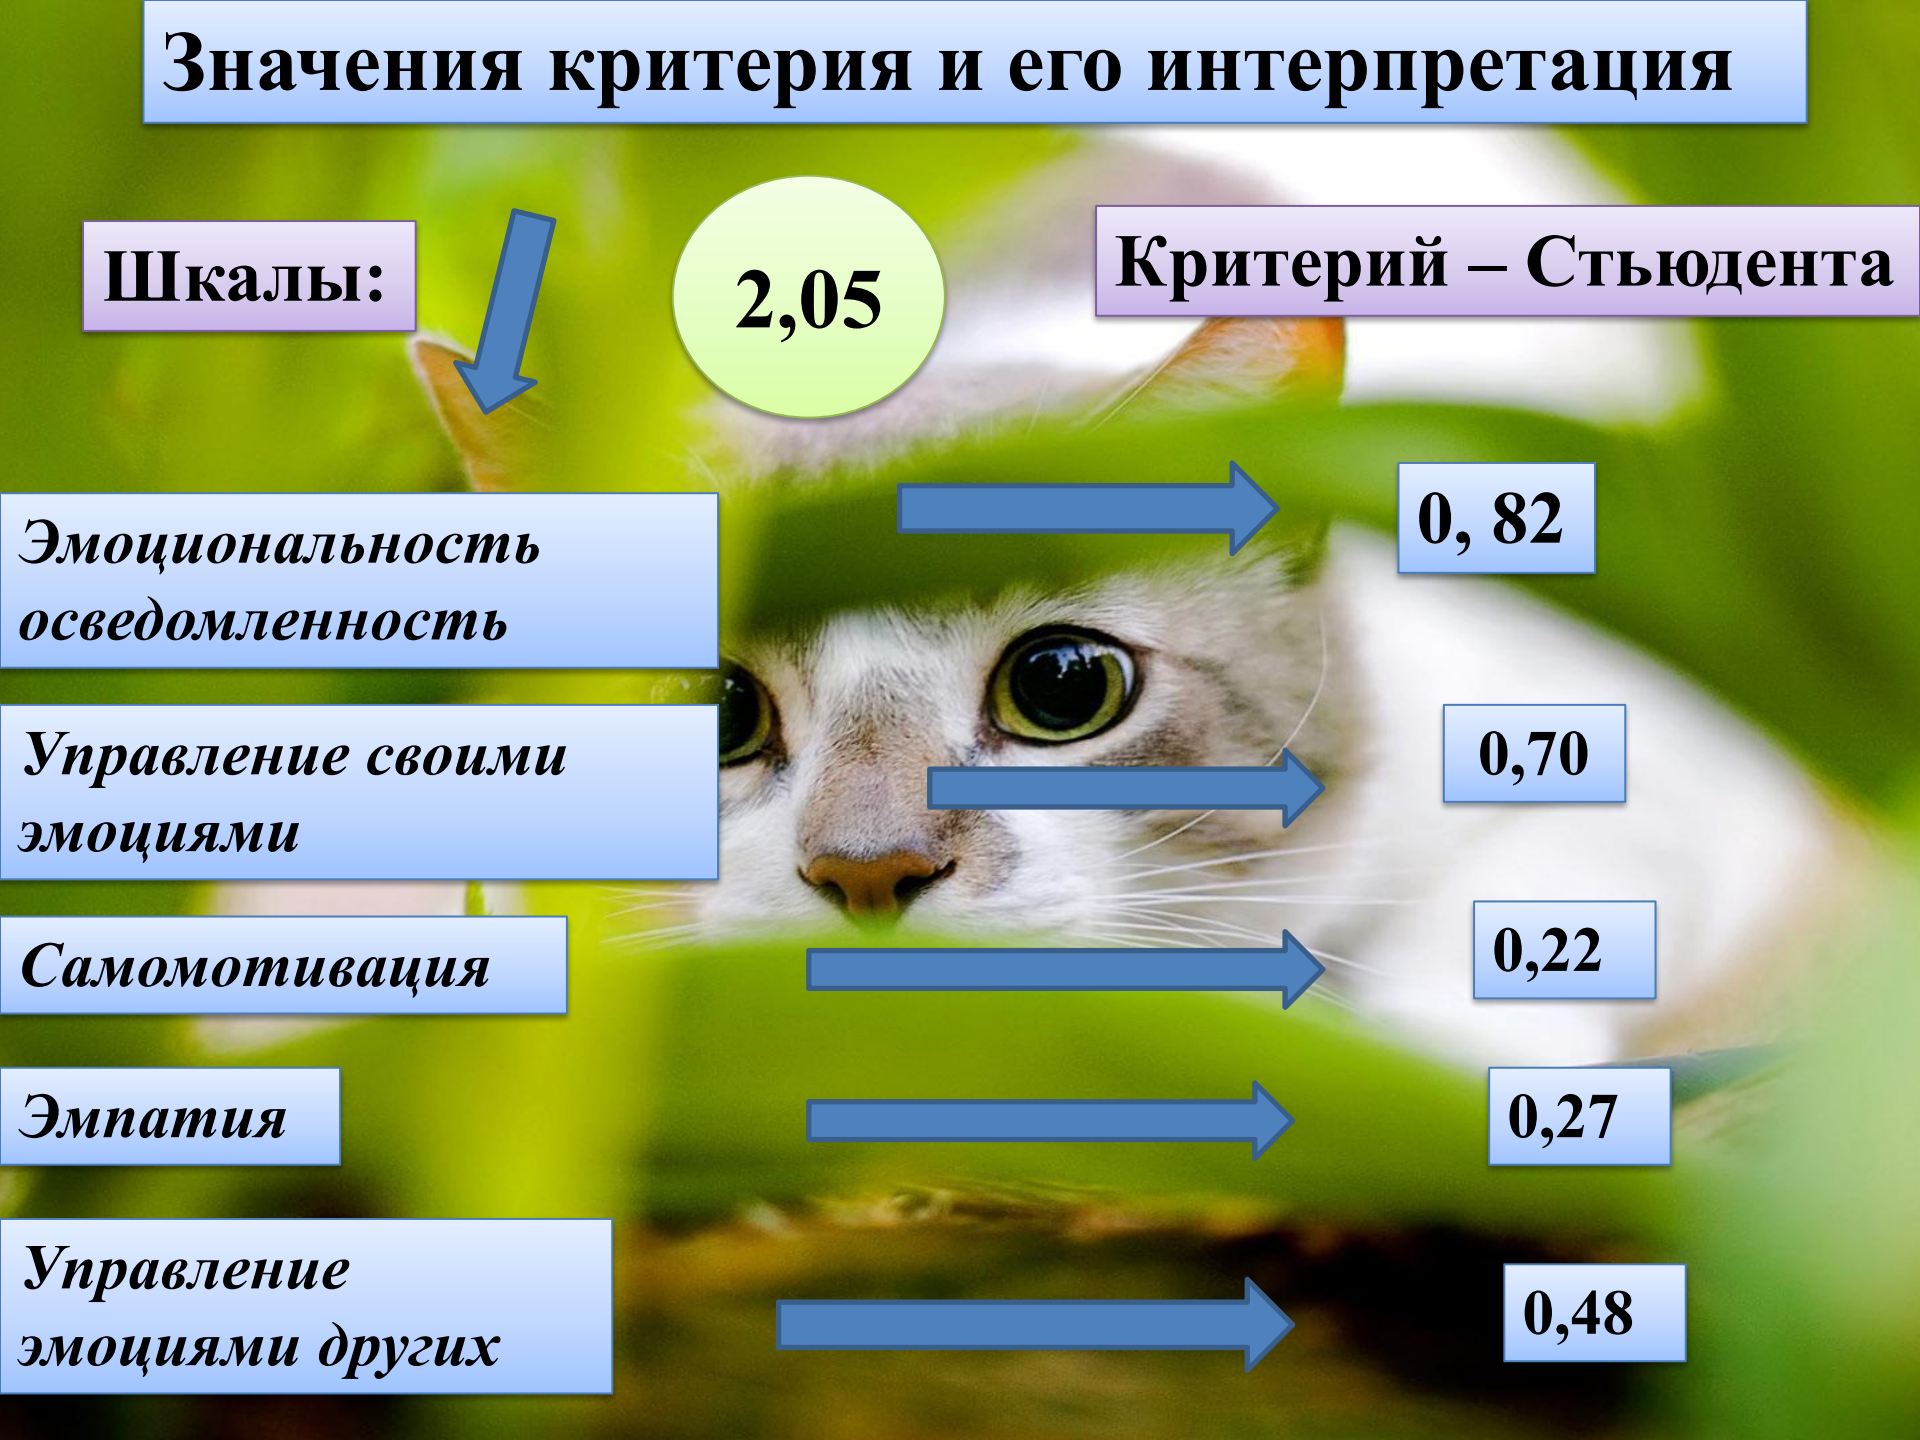 Значения критерия и его интерпретация
Шкалы:
2,05
Критерий – Стьюдента
Эмоциональность
осведомленность
0, 82
Управление своими
эмоциями
0,70
Самомотивация
0,22
Эмпатия
0,27
Управление
эмоциями других
0,48